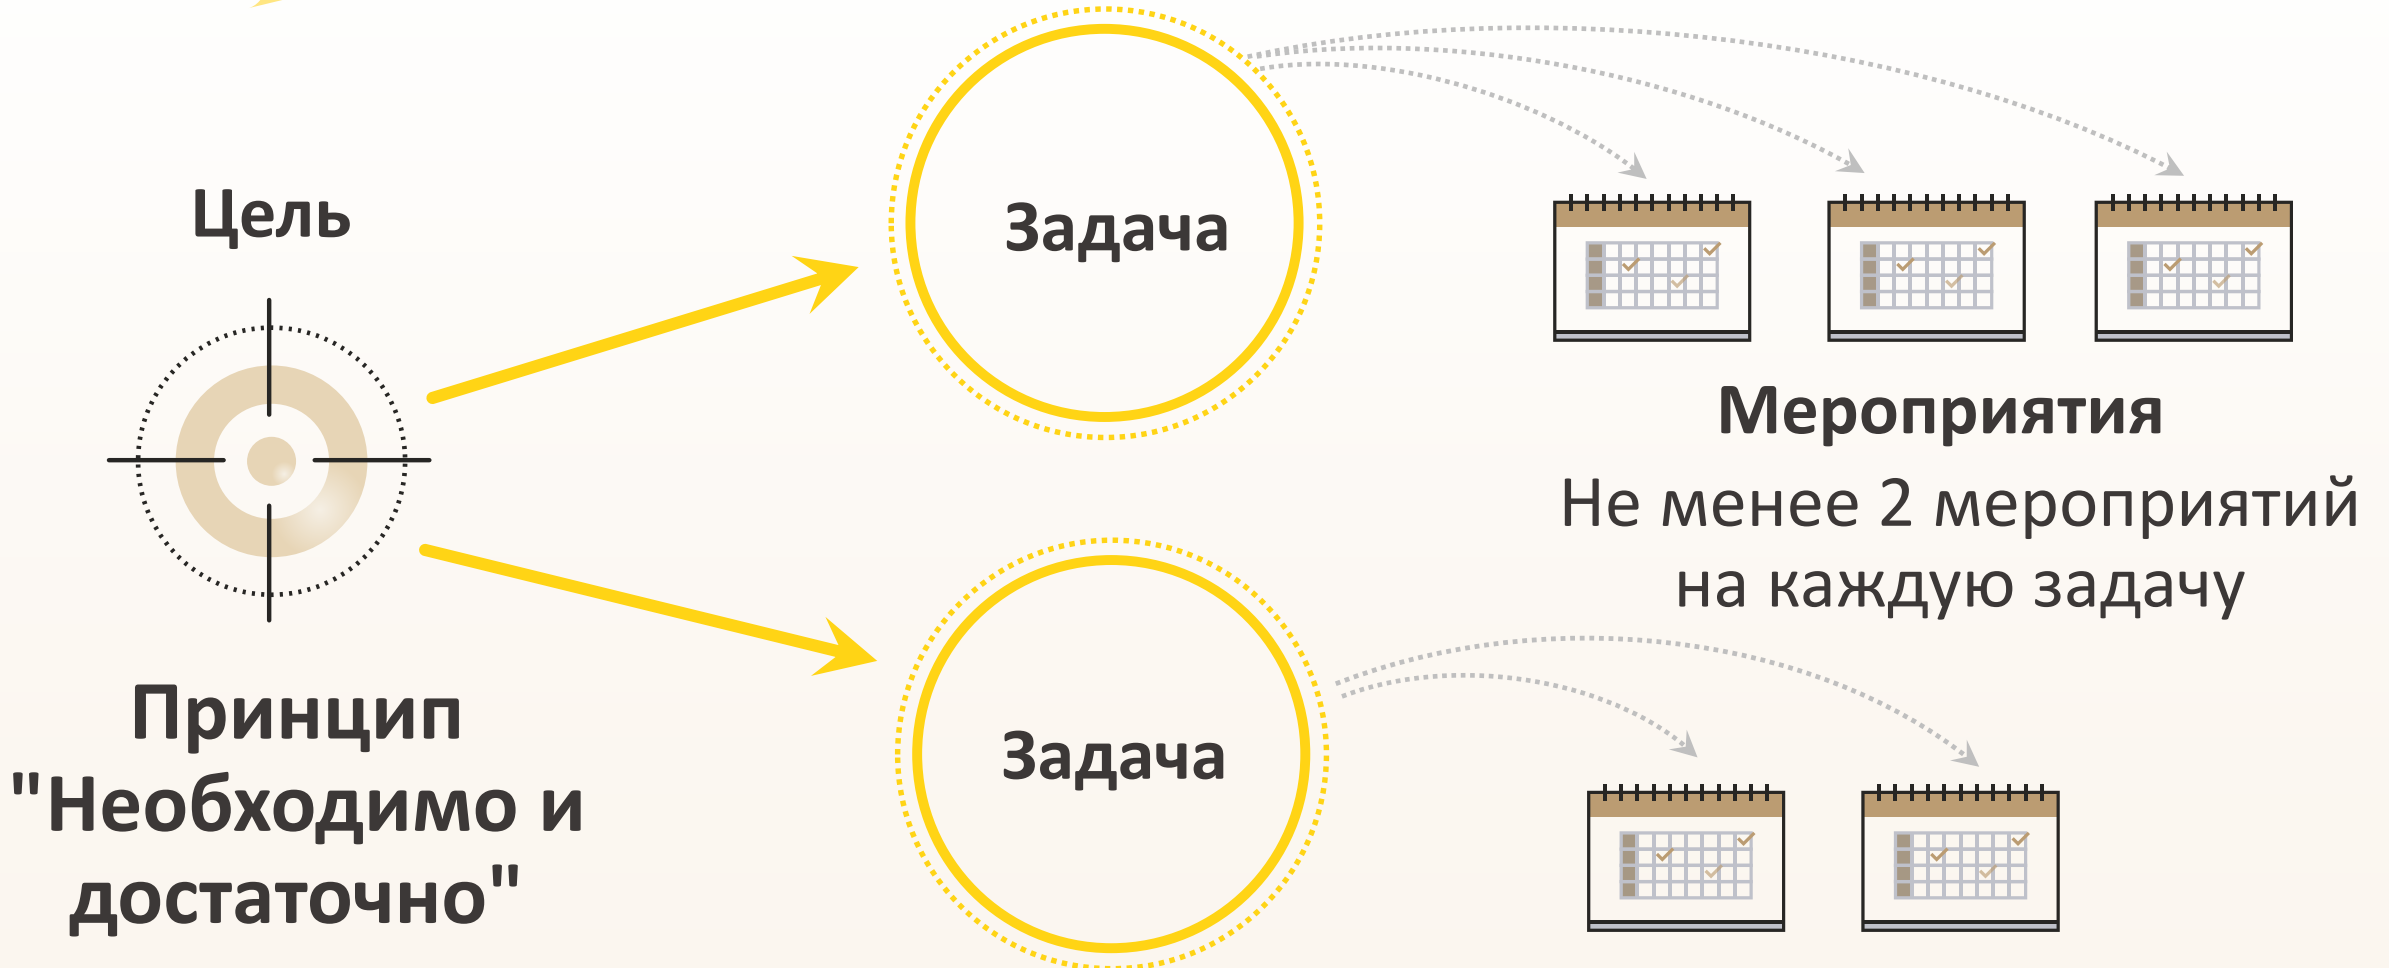 Цель
Принцип
"Необходимо и
достаточно"
Задача
Задача
Мероприятия
Не менее 2 мероприятий
на каждую задачу